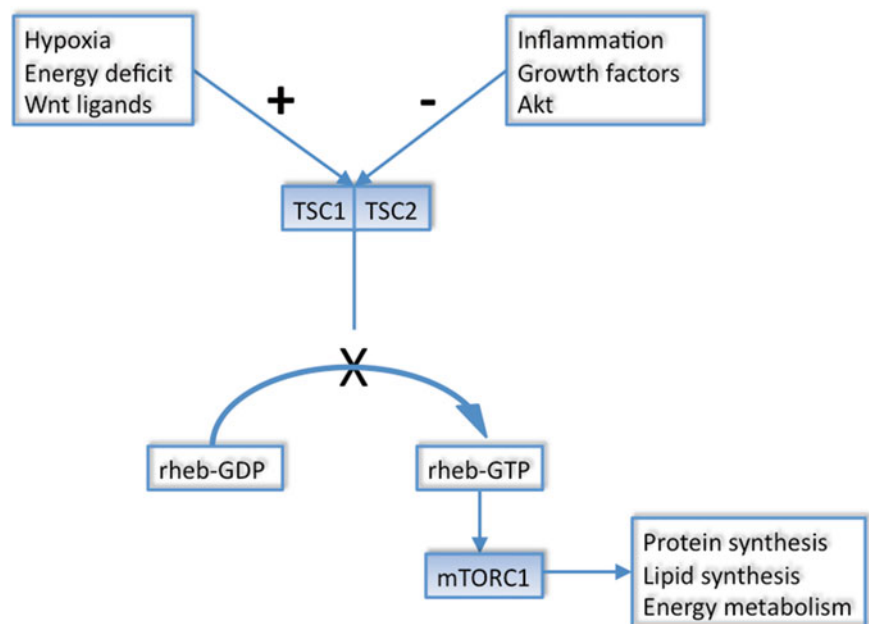 Hypoxia
Energy deficit
Wnt ligands
Inflammation
Growth factors
Akt
+
-
TSC1 TSC2
X
rheb-GDP
rheb-GTP
mTORC1
Protein synthesis
Lipid synthesis
Energy metabolism